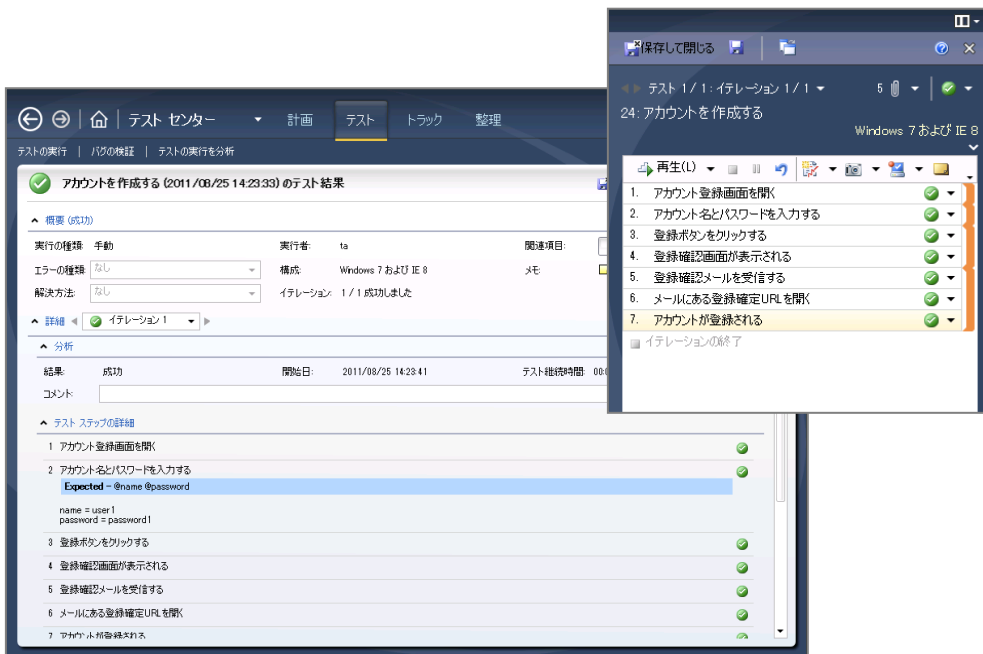 保存して閉じる
テスト 1 / 1 : イテレーション 1 / 1
5
24: アカウントを作成する
Windows 7 および IE 8
再生(L)
1. アカウント登録画面を開く
2. アカウント名とパスワードを入力する
3. 登録ボタンをクリックする
4. 登録確認画面が表示される
5. 登録確認メールを受信する
6. メールにある登録確定URLを開く
7. アカウントが登録される
イテレーションの終了
テスト センター 計画 テスト トラック 整理
テストの実行 | バグの検証 | テストの実行を分析
アカウントを作成する (2011/08/25 14:23:33) のテスト結果
概要 (成功)
実行の種類: 手動 実行者: ta 関連項目:
エラーの種類: なし 構成: Windows 7 および IE 8 メモ:
解決方法: なし イテレーション: 1 / 1 成功しました
詳細 イテレーション 1
分析
結果: 成功 開始日: 2011/08/25 14:23:41 テスト継続時間:
コメント:
テスト ステップの詳細
1 アカウント登録画面を開く
2 アカウント名とパスワードを入力する
Expected - @name @password
name = user1
password = password1
3 登録ボタンをクリックする
4 登録確認画面が表示される
5 登録確認メールを受信する
6 メールにある登録確定URLを開く
7 アカウントが登録される